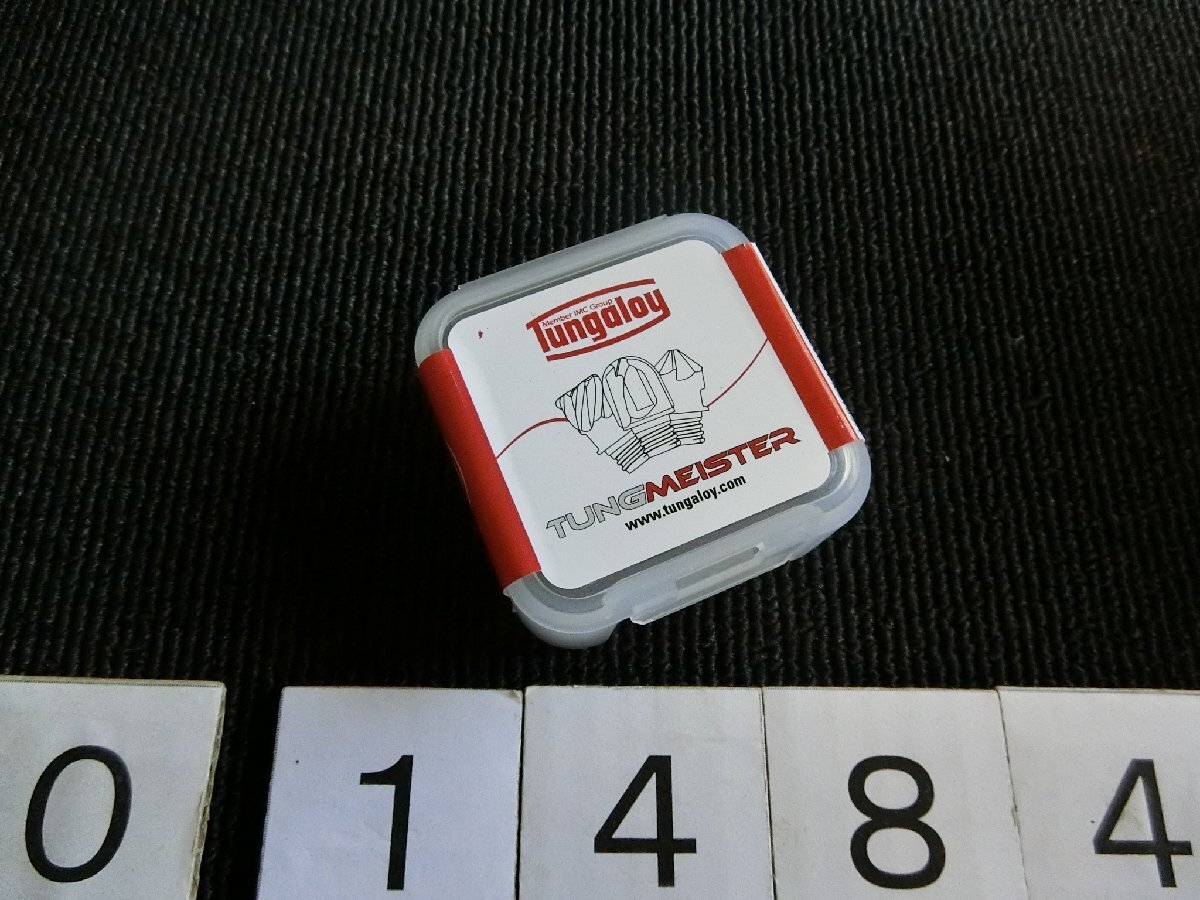 Member IMC Group
Tungaloy
TUNGMEISTER
www.tungaloy.com
0 1 4 8 4